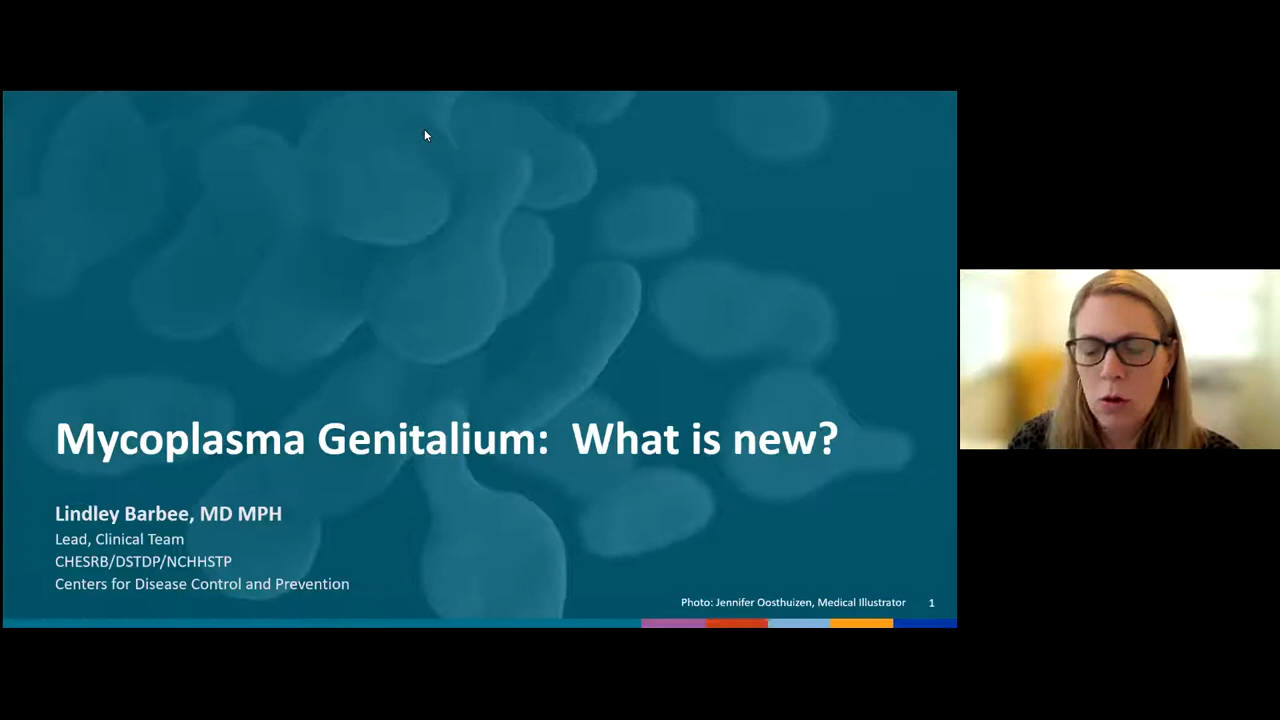 Mycoplasma Genitalium: What is new?
Lindley Barbee, MD MPH
Lead, Clinical Team
CHESRB/DSTDP/NCHHSTP
Centers for Disease Control and Prevention
Photo: Jennifer Oosthuizen, Medical Illustrator 1